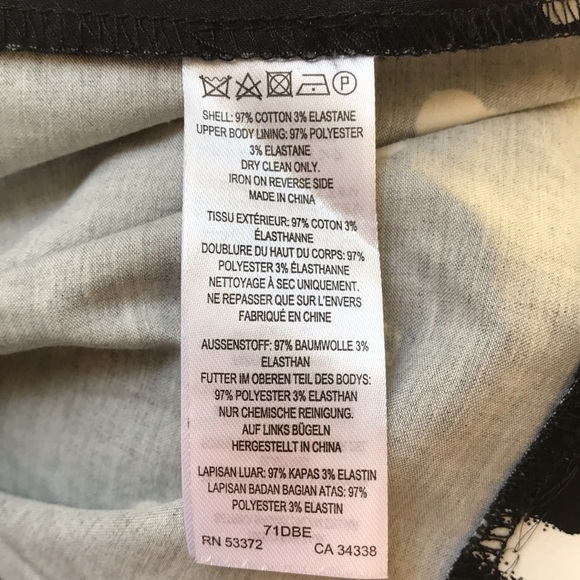 SHELL: 97% COTTON 3% ELASTANE
UPPER BODY LINING: 97% POLYESTER
3% ELASTANE
DRY CLEAN ONLY.
IRON ON REVERSE SIDE
MADE IN CHINA
TISSU EXTÉRIEUR: 97% COTON 3%
ÉLASTHANNE
DOUBLURE DU HAUT DU CORPS: 97%
POLYESTER 3% ÉLASTHANNE
NETTOYAGE À SEC UNIQUEMENT.
NE REPASSER QUE SUR L'ENVERS
FABRIQUÉ EN CHINE
AUSSENSTOFF: 97% BAUMWOLLE 3%
ELASTHAN
FUTTER IM OBEREN TEIL DES BODYS:
97% POLYESTER 3% ELASTHAN
NUR CHEMISCHE REINIGUNG.
AUF LINKS BÜGELN
HERGESTELLT IN CHINA
LAPISAN LUAR: 97% KAPAS 3% ELASTIN
LAPISAN BADAN BAGIAN ATAS: 97%
POLYESTER 3% ELASTIN
71DBE
RN 53372 CA 34338